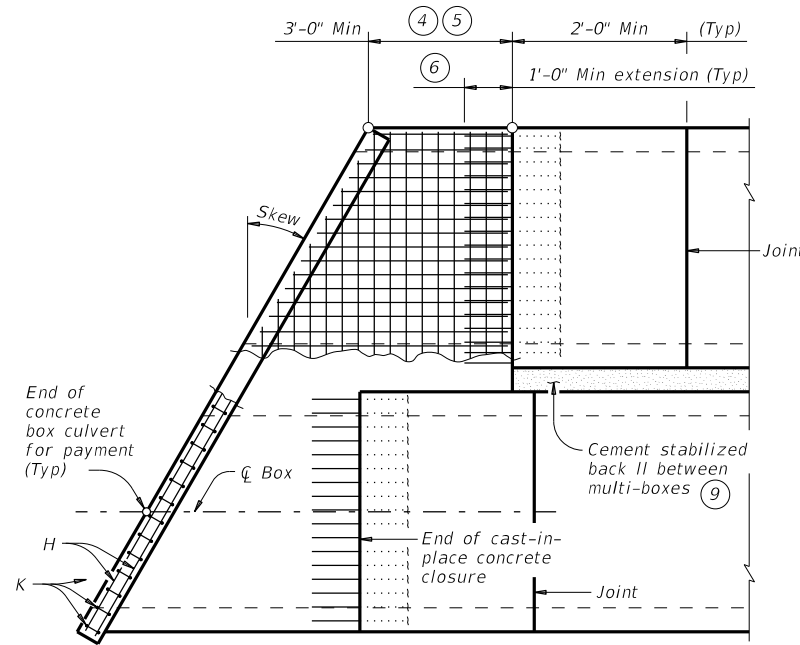 3'-0" Min
4 5
2'-0" Min
(Typ)
6
1'-0" Min extension (Typ)
Skew
Joint
End of
concrete
box culvert
for payment
(Typ)
℄ Box
Cement stabilized
back ll between
multi-boxes 9
H
End of cast-in-
place concrete
closure
K
Joint